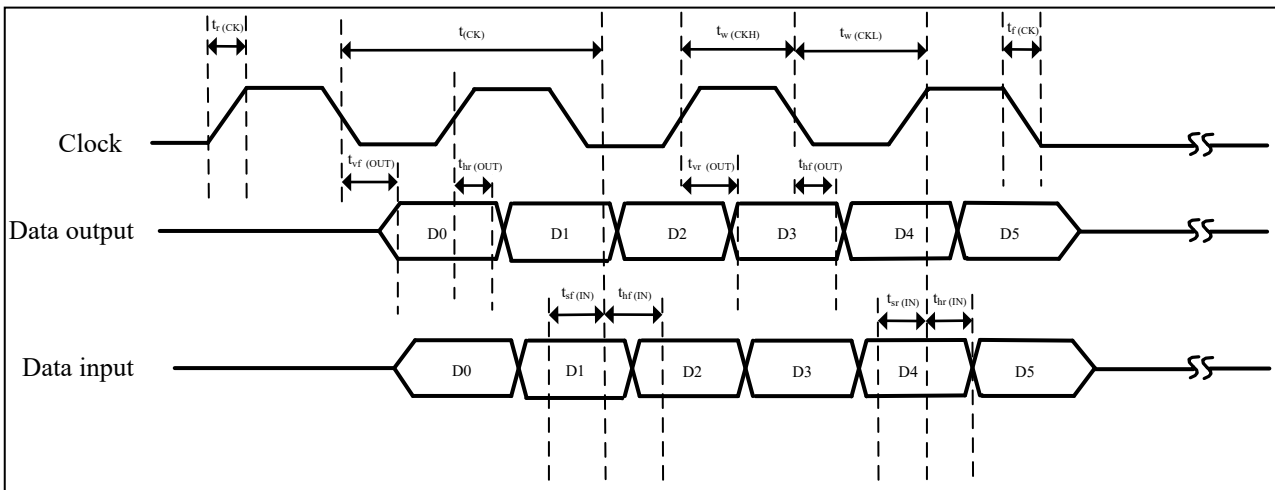 tr (CK)
t(CK)
tw (CKH)
tw (CKL)
tf (CK)
Clock
tvf (OUT)
thr (OUT)
tvr (OUT)
thf (OUT)
Data output
D0 D1 D2 D3 D4 D5
tsf (IN)
thf (IN)
tsr (IN)
thr (IN)
Data input
D0 D1 D2 D3 D4 D5